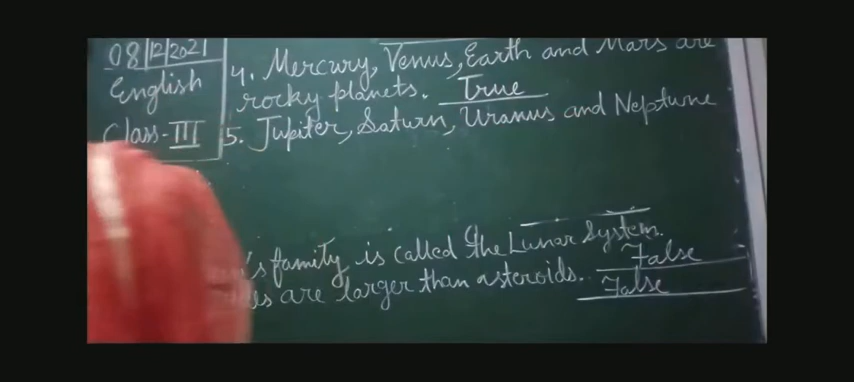 08/12/2021
English
Class-III
4. Mercury, Venus, Earth and Mars are
rocky planets. True
5. Jupiter, Saturn, Uranus and Neptune
's family is called the Lunar System.
False
are larger than asteroids. False